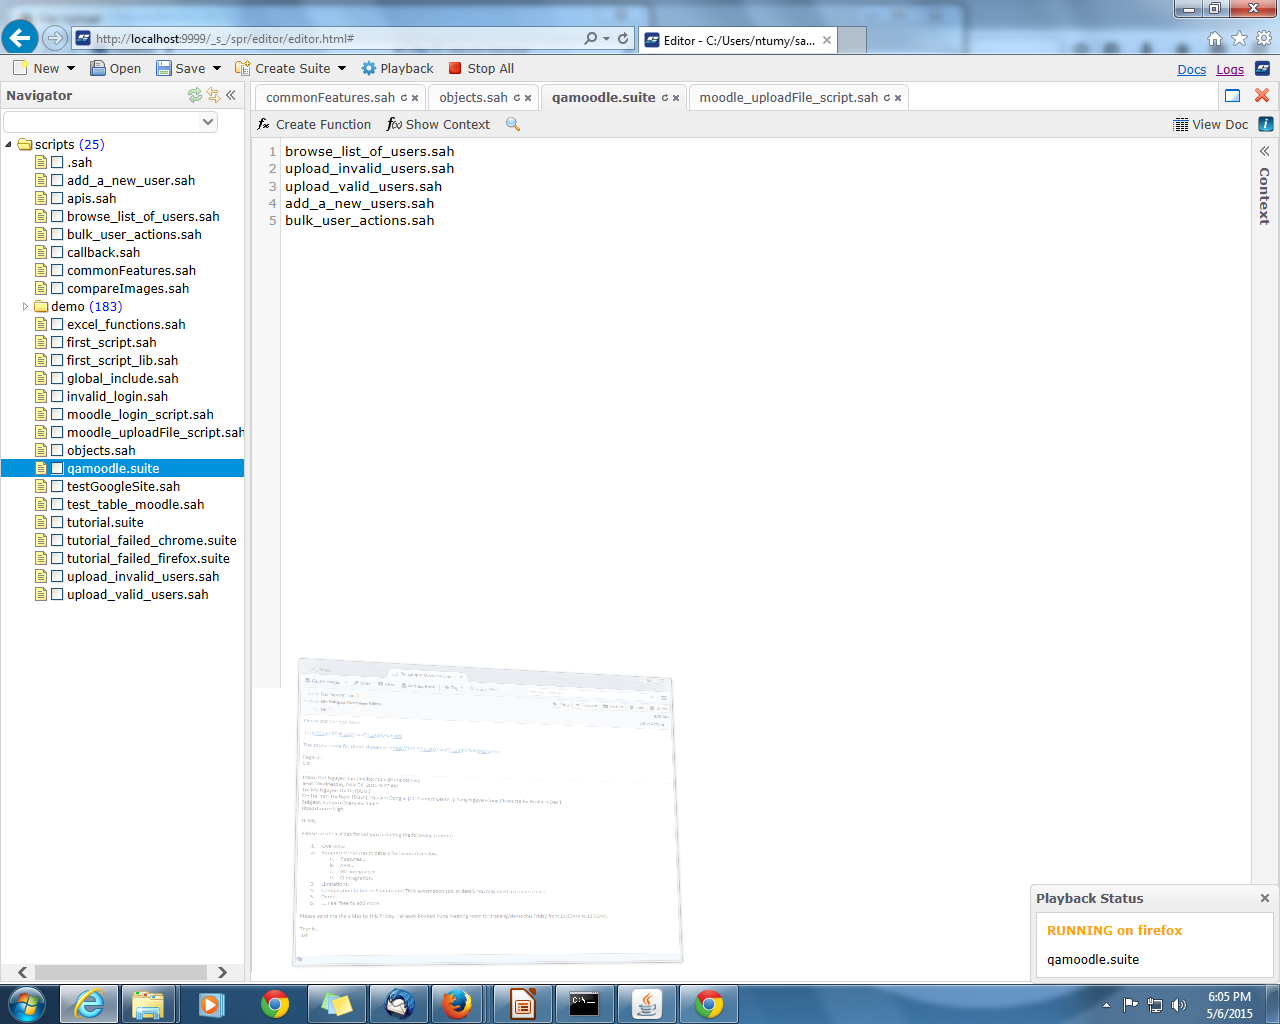 http://localhost:9999/_s_/spr/editor/editor.html#
Editor - C:/Users/ntumy/sa...
New Open Save Create Suite Playback Stop All
Docs Logs
Navigator
commonFeatures.sah objects.sah qamoodle.suite moodle_uploadFile_script.sah
Create Function Show Context View Doc
scripts (25)
.sah
add_a_new_user.sah
apis.sah
browse_list_of_users.sah
bulk_user_actions.sah
callback.sah
commonFeatures.sah
compareImages.sah
demo (183)
excel_functions.sah
first_script.sah
first_script_lib.sah
global_include.sah
invalid_login.sah
moodle_login_script.sah
moodle_uploadFile_script.sah
objects.sah
qamoodle.suite
testGoogleSite.sah
test_table_moodle.sah
tutorial.suite
tutorial_failed_chrome.suite
tutorial_failed_firefox.suite
upload_invalid_users.sah
upload_valid_users.sah
1 browse_list_of_users.sah
2 upload_invalid_users.sah
3 upload_valid_users.sah
4 add_a_new_users.sah
5 bulk_user_actions.sah
Context
Playback Status
RUNNING on firefox
qamoodle.suite
6:05 PM
5/6/2015